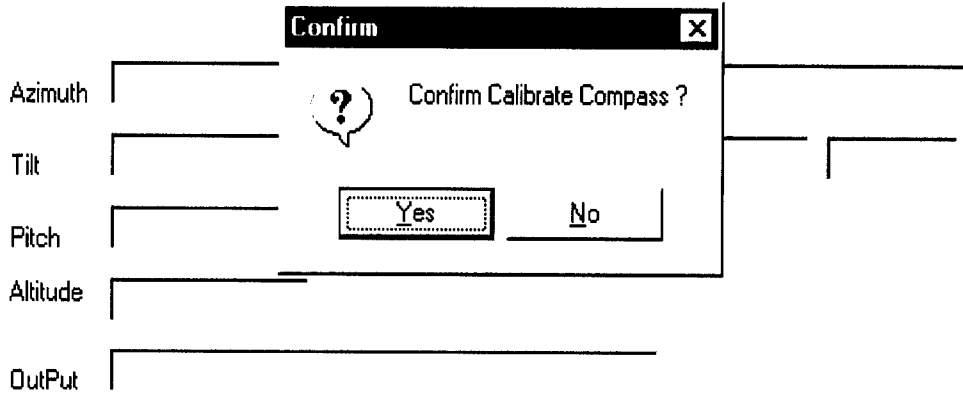 Confirm
Azimuth
Confirm Calibrate Compass ?
Tilt
Yes No
Pitch
Altitude
OutPut